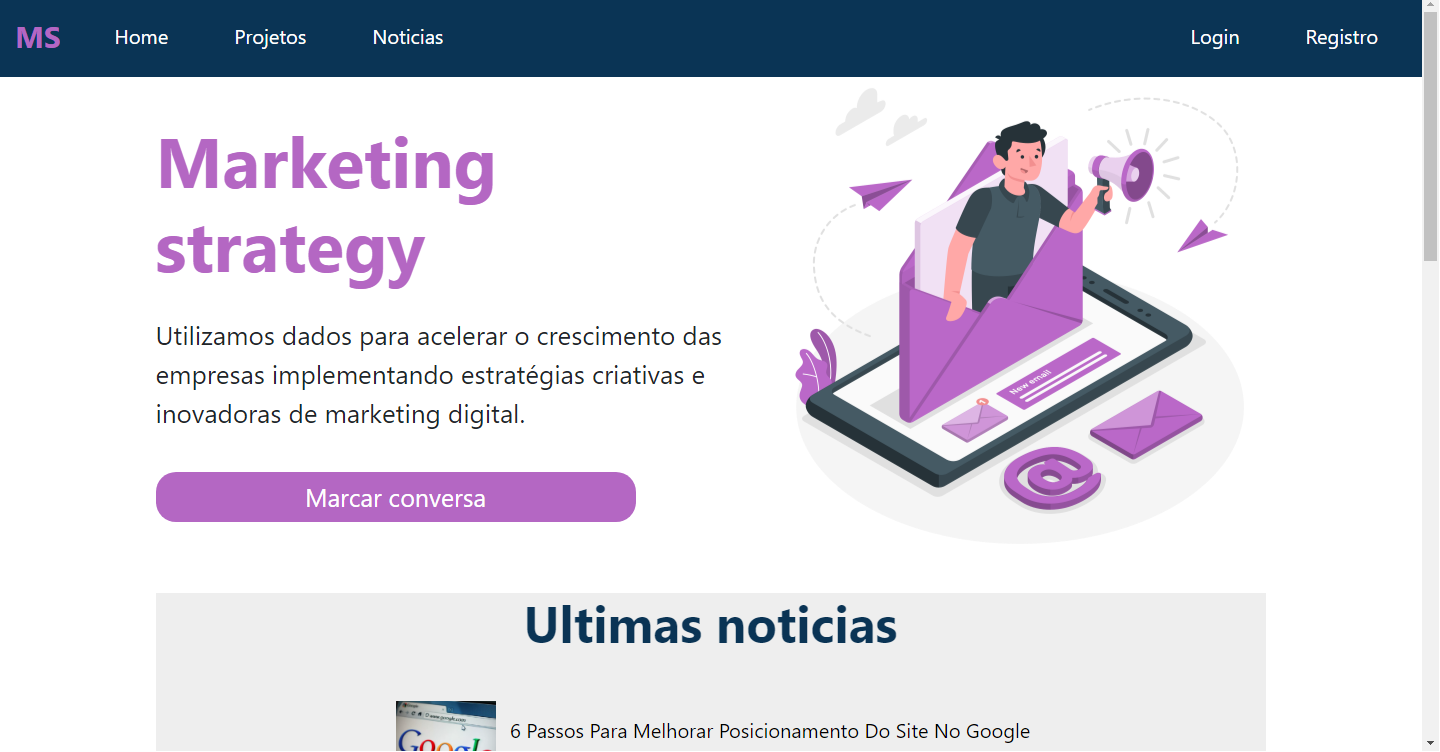 MS Home Projetos Noticias Login Registro
Marketing
strategy
Utilizamos dados para acelerar o crescimento das
empresas implementando estratégias criativas e
inovadoras de marketing digital.
Marcar conversa
New email
@
Ultimas noticias
6 Passos Para Melhorar Posicionamento Do Site No Google
Google